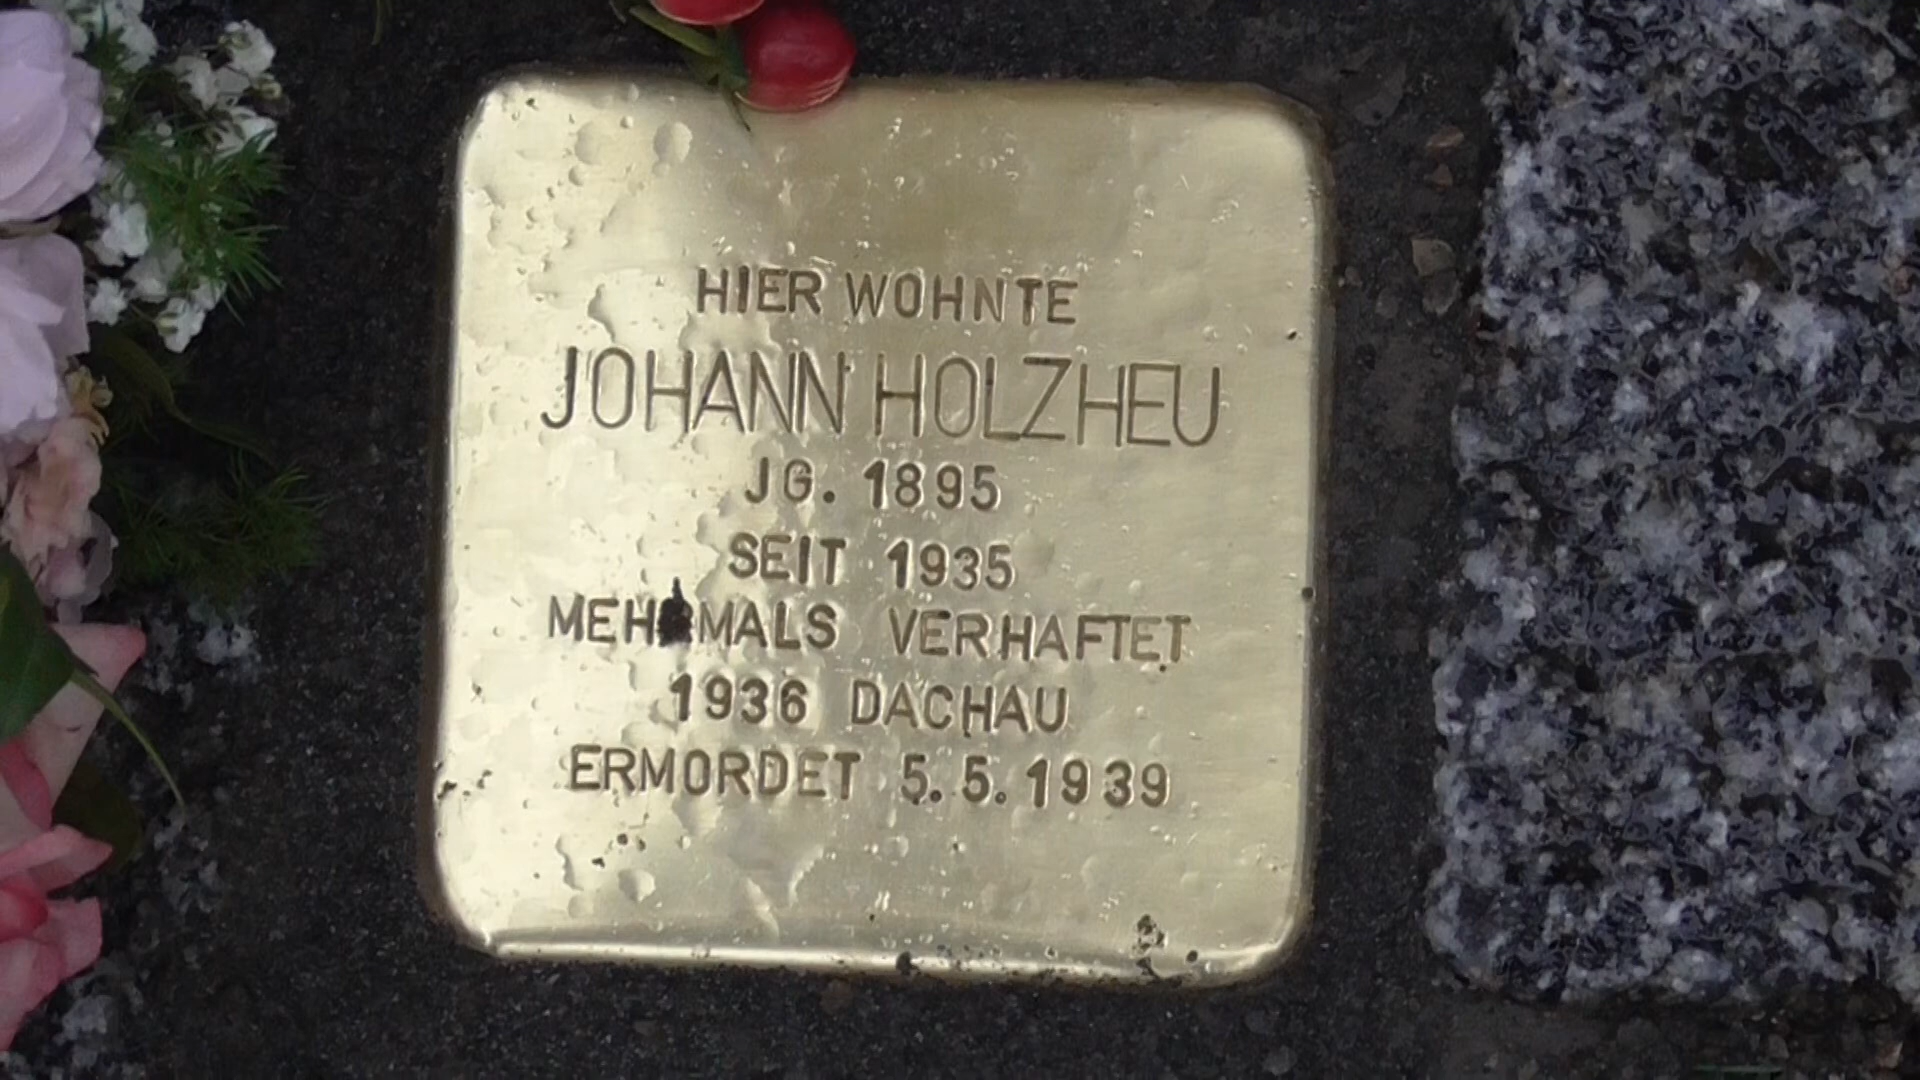 HIER WOHNTE
JOHANN HOLZHEU
JG. 1895
SEIT 1935
MEHRMALS VERHAFTET
1936 DACHAU
ERMORDET 5.5.1939